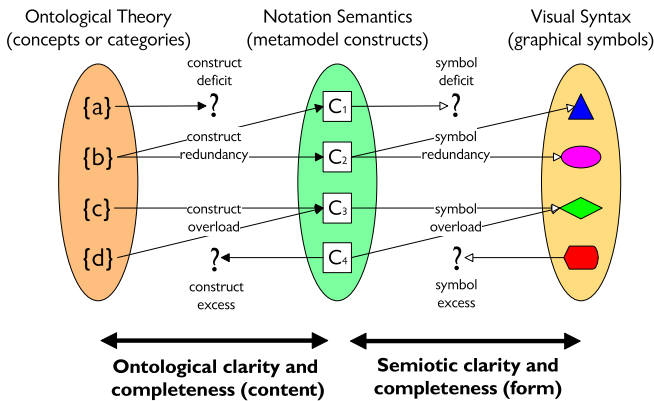 Ontological Theory
(concepts or categories)
Notation Semantics
(metamodel constructs)
Visual Syntax
(graphical symbols)
construct
deficit
symbol
deficit
{a}
?
C1
?
construct
redundancy
symbol
redundancy
{b}
C2
{c}
construct
overload
C3
symbol
overload
{d}
?
C4
?
construct
excess
symbol
excess
Ontological clarity and
completeness (content)
Semiotic clarity and
completeness (form)